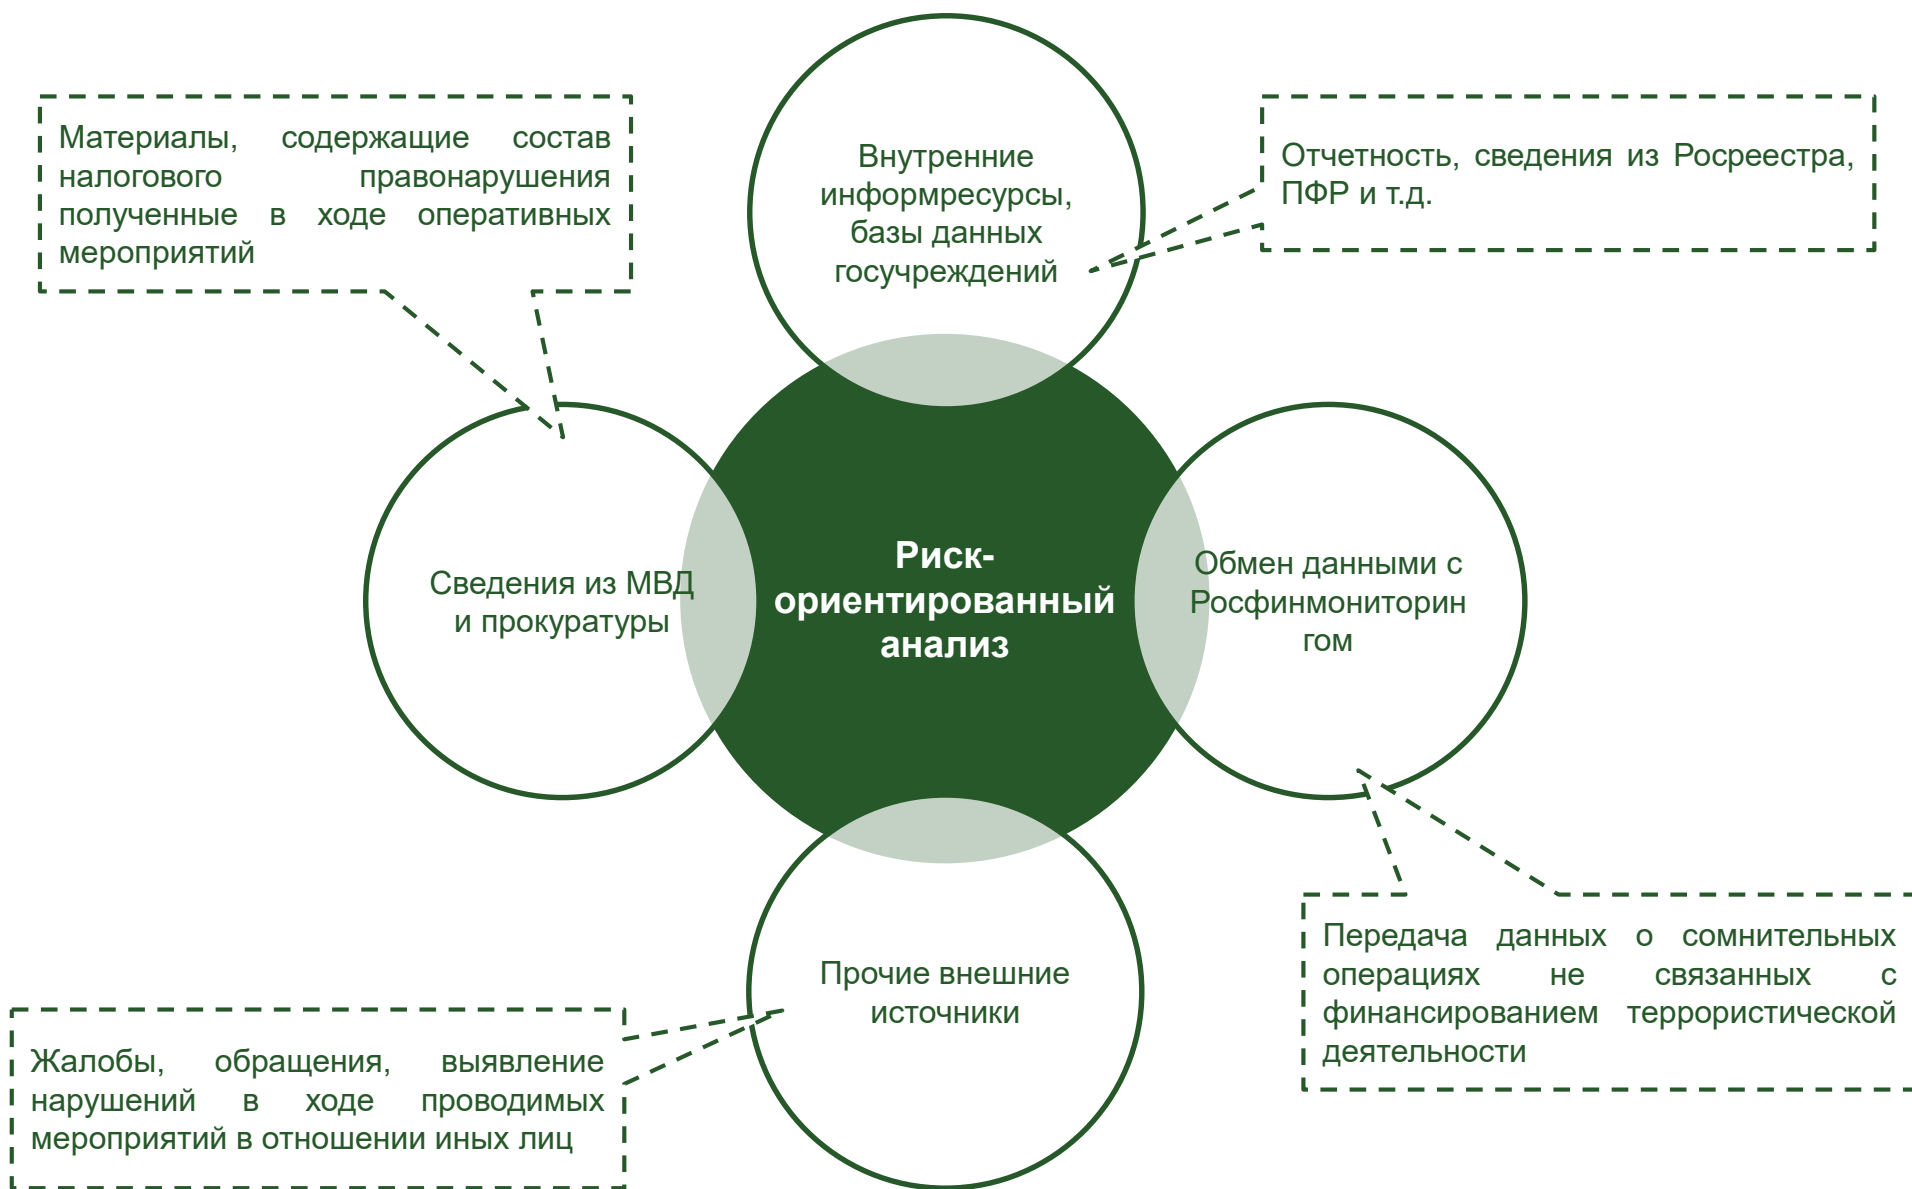 Материалы, содержащие состав
налогового правонарушения
полученные в ходе оперативных
мероприятий
Внутренние
информресурсы,
базы данных
госучреждений
Отчетность, сведения из Росреестра,
ПФР и т.д.
Сведения из МВД
и прокуратуры
Риск-
ориентированный
анализ
Обмен данными с
Росфинмониторин
гом
Прочие внешние
источники
Жалобы, обращения, выявление
нарушений в ходе проводимых
мероприятий в отношении иных лиц
Передача данных о сомнительных
операциях не связанных с
финансированием террористической
деятельности